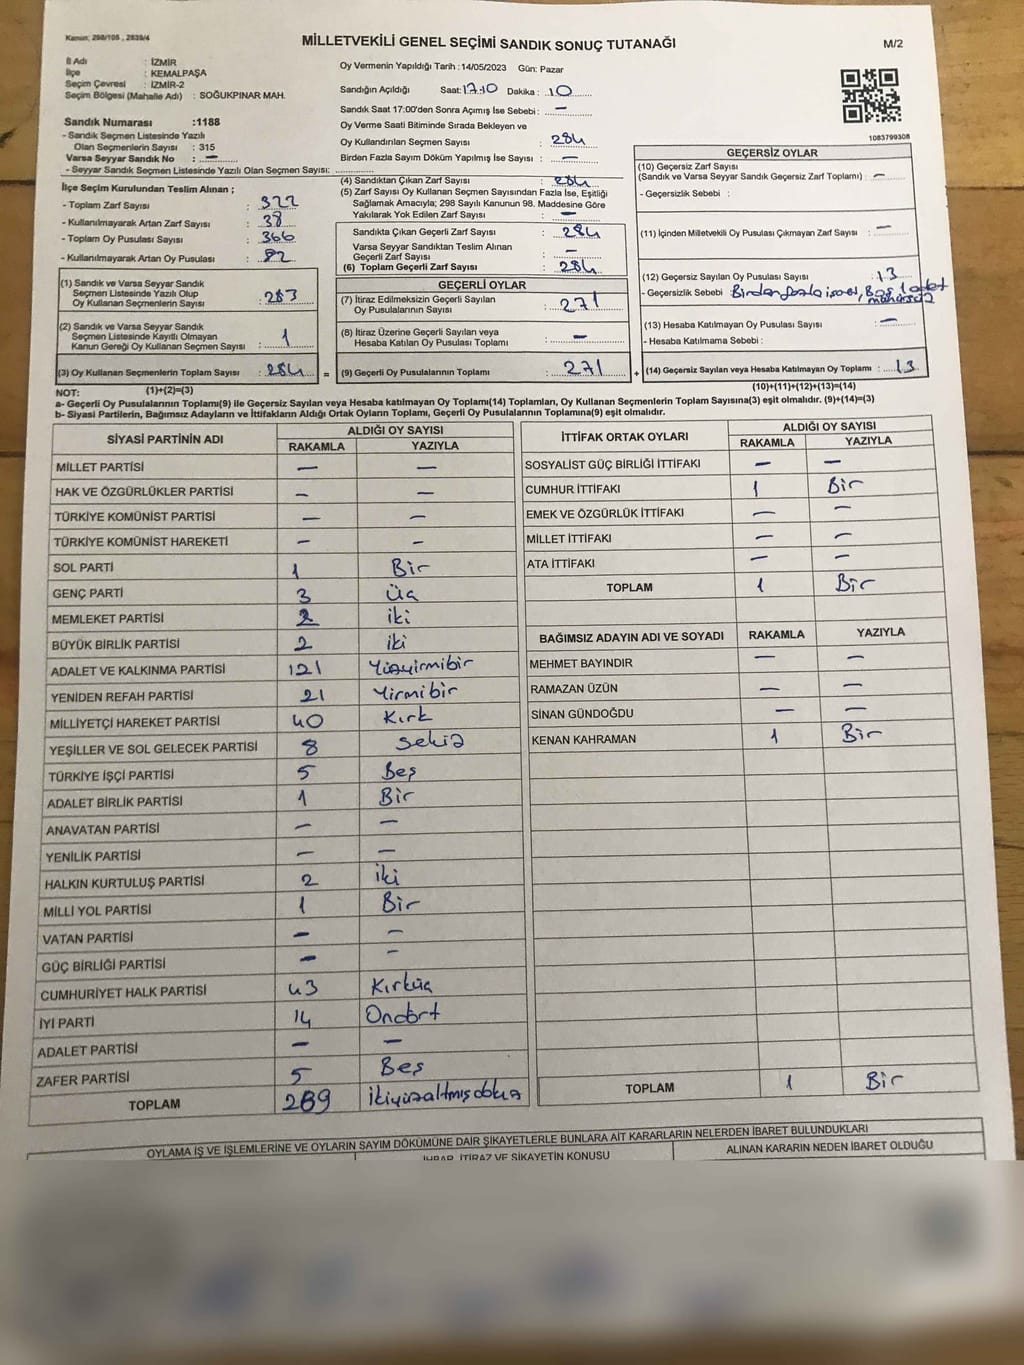 Kanun; 298/105 , 2839/4
MİLLETVEKİLİ GENEL SEÇİMİ SANDIK SONUÇ TUTANAĞI
M/2
İl Adı : İZMİR
İlçe : KEMALPAŞA
Seçim Çevresi : İZMİR-2
Seçim Bölgesi (Mahalle Adı) : SOĞUKPINAR MAH.
Sandık Numarası :1188
- Sandık Seçmen Listesinde Yazılı
Olan Seçmenlerin Sayısı : 315
Varsa Seyyar Sandık No : —
- Seyyar Sandık Seçmen Listesinde Yazılı Olan Seçmen Sayısı:
İlçe Seçim Kurulundan Teslim Alınan ;
- Toplam Zarf Sayısı : 322
- Kullanılmayarak Artan Zarf Sayısı : 38
- Toplam Oy Pusulası Sayısı : 366
- Kullanılmayarak Artan Oy Pusulası : 82
(1) Sandık ve Varsa Seyyar Sandık
Seçmen Listesinde Yazılı Olup
Oy Kullanan Seçmenlerin Sayısı : 283
(2) Sandık ve Varsa Seyyar Sandık
Seçmen Listesinde Kayıtlı Olmayan
Kanun Gereği Oy Kullanan Seçmen Sayısı : 1
(3) Oy Kullanan Seçmenlerin Toplam Sayısı : 284 =
Oy Vermenin Yapıldığı Tarih : 14/05/2023 Gün: Pazar
Sandığın Açıldığı Saat: 17:10 Dakika : 10
Sandık Saat 17:00'den Sonra Açımış İse Sebebi : —
Oy Verme Saati Bitiminde Sırada Bekleyen ve
Oy Kullandırılan Seçmen Sayısı : 284
Birden Fazla Sayım Döküm Yapılmış İse Sayısı : —
(4) Sandıktan Çıkan Zarf Sayısı : 284
(5) Zarf Sayısı Oy Kullanan Seçmen Sayısından Fazla İse, Eşitliği
Sağlamak Amacıyla; 298 Sayılı Kanunun 98. Maddesine Göre
Yakılarak Yok Edilen Zarf Sayısı : —
Sandıkta Çıkan Geçerli Zarf Sayısı : 284
Varsa Seyyar Sandıktan Teslim Alınan
Geçerli Zarf Sayısı : —
(6) Toplam Geçerli Zarf Sayısı : 284
GEÇERLİ OYLAR
(7) İtiraz Edilmeksizin Geçerli Sayılan
Oy Pusulalarının Sayısı : 271
(8) İtiraz Üzerine Geçerli Sayılan veya
Hesaba Katılan Oy Pusulası Toplamı : —
(9) Geçerli Oy Pusulalarının Toplamı : 271 +
1083799308
GEÇERSİZ OYLAR
(10) Geçersiz Zarf Sayısı
(Sandık ve Varsa Seyyar Sandık Geçersiz Zarf Toplamı) : —
- Geçersizlik Sebebi :
(11) İçinden Milletvekili Oy Pusulası Çıkmayan Zarf Sayısı : —
(12) Geçersiz Sayılan Oy Pusulası Sayısı : 13
- Geçersizlik Sebebi Birden fazla Boş 1 adet
(13) Hesaba Katılmayan Oy Pusulası Sayısı : —
- Hesaba Katılmama Sebebi :
(14) Geçersiz Sayılan veya Hesaba Katılmayan Oy Toplamı : 13
NOT: (1)+(2)=(3) (10)+(11)+(12)+(13)=(14)
a- Geçerli Oy Pusulalarının Toplamı(9) ile Geçersiz Sayılan veya Hesaba katılmayan Oy Toplamı(14) Toplamları, Oy Kullanan Seçmenlerin Toplam Sayısına(3) eşit olmalıdır. (9)+(14)=(3)
b- Siyasi Partilerin, Bağımsız Adayların ve İttifakların Aldığı Ortak Oyların Toplamı, Geçerli Oy Pusulalarının Toplamına(9) eşit olmalıdır.
SİYASİ PARTİNİN ADI ALDIĞI OY SAYISI
RAKAMLA YAZIYLA
MİLLET PARTİSİ — —
HAK VE ÖZGÜRLÜKLER PARTİSİ — —
TÜRKİYE KOMÜNİST PARTİSİ — —
TÜRKİYE KOMÜNİST HAREKETİ — —
SOL PARTİ 1 Bir
GENÇ PARTİ 3 Üç
MEMLEKET PARTİSİ 2 iki
BÜYÜK BİRLİK PARTİSİ 2 iki
ADALET VE KALKINMA PARTİSİ 121 Yüzyirmibir
YENİDEN REFAH PARTİSİ 21 Yirmibir
MİLLİYETÇİ HAREKET PARTİSİ 40 Kırk
YEŞİLLER VE SOL GELECEK PARTİSİ 8 Sekiz
TÜRKİYE İŞÇİ PARTİSİ 5 Beş
ADALET BİRLİK PARTİSİ 1 Bir
ANAVATAN PARTİSİ — —
YENİLİK PARTİSİ — —
HALKIN KURTULUŞ PARTİSİ 2 iki
MİLLİ YOL PARTİSİ 1 Bir
VATAN PARTİSİ — —
GÜÇ BİRLİĞİ PARTİSİ — —
CUMHURİYET HALK PARTİSİ 43 Kırküç
İYİ PARTİ 14 Ondört
ADALET PARTİSİ — —
ZAFER PARTİSİ 5 Beş
TOPLAM 269 ikiyüzaltmışdokuz
İTTİFAK ORTAK OYLARI ALDIĞI OY SAYISI
RAKAMLA YAZIYLA
SOSYALİST GÜÇ BİRLİĞİ İTTİFAKI — —
CUMHUR İTTİFAKI 1 Bir
EMEK VE ÖZGÜRLÜK İTTİFAKI — —
MİLLET İTTİFAKI — —
ATA İTTİFAKI — —
TOPLAM 1 Bir
BAĞIMSIZ ADAYIN ADI VE SOYADI RAKAMLA YAZIYLA
MEHMET BAYINDIR — —
RAMAZAN ÜZÜN — —
SİNAN GÜNDOĞDU — —
KENAN KAHRAMAN 1 Bir
TOPLAM 1 Bir
OYLAMA İŞ VE İŞLEMLERİNE VE OYLARIN SAYIM DÖKÜMÜNE DAİR ŞİKAYETLERLE BUNLARA AİT KARARLARIN NELERDEN İBARET BULUNDUKLARI
İHBAR, İTİRAZ VE ŞİKAYETİN KONUSU ALINAN KARARIN NEDEN İBARET OLDUĞU